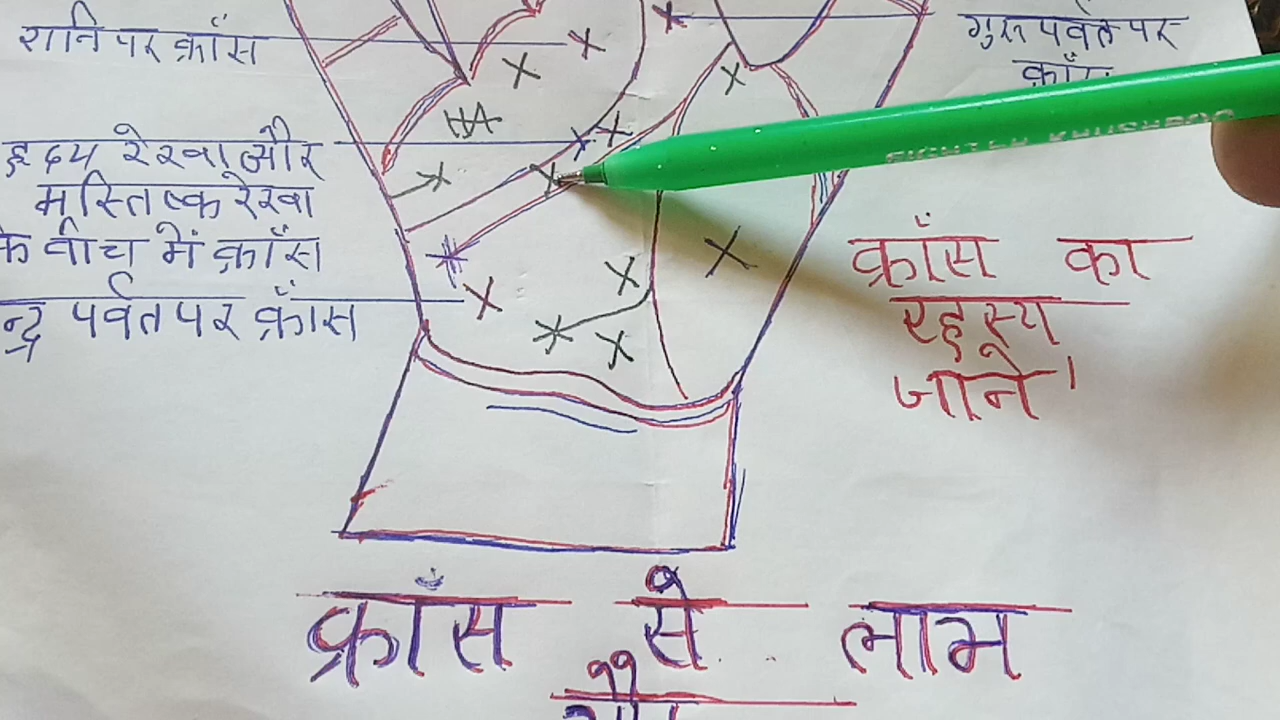 शनि पर क्रॉस
गुरु पर्वत पर
क्रॉस
हृदय रेखा और
मस्तिष्क रेखा
के बीच में क्रॉस
न्द्र पर्वत पर क्रॉस
क्रॉस का
रहस्य
जाने।
क्रॉस से लाभ